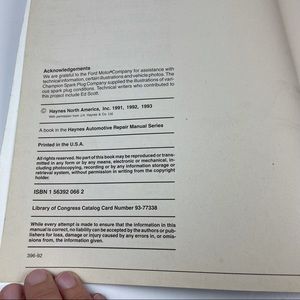 Acknowledgements
We are grateful to the Ford Motor Company for assistance with
technical information, certain illustrations and vehicle photos. The
Champion Spark Plug Company supplied the illustrations of vari-
ous spark plug conditions. Technical writers who contributed to
this project include Ed Scott.
© Haynes North America, Inc. 1991, 1992, 1993
With permission from J.H. Haynes & Co. Ltd.
A book in the Haynes Automotive Repair Manual Series
Printed in the U.S.A.
All rights reserved. No part of this book may be reproduced or trans-
mitted in any form or by any means, electronic or mechanical, in-
cluding photocopying, recording or by any information storage or
retrieval system, without permission in writing from the copyright
holder.
ISBN 1 56392 066 2
Library of Congress Catalog Card Number 93-77338
While every attempt is made to ensure that the information in this
manual is correct, no liability can be accepted by the authors or pub-
lishers for loss, damage or injury caused by any errors in, or omis-
sions from, the information given.
396-92